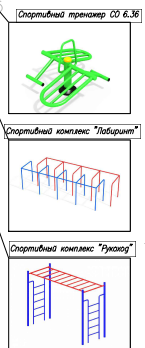 Спортивный тренажер СО 6.36
Спортивный комплекс "Лабиринт"
Спортивный комплекс "Рукоход"